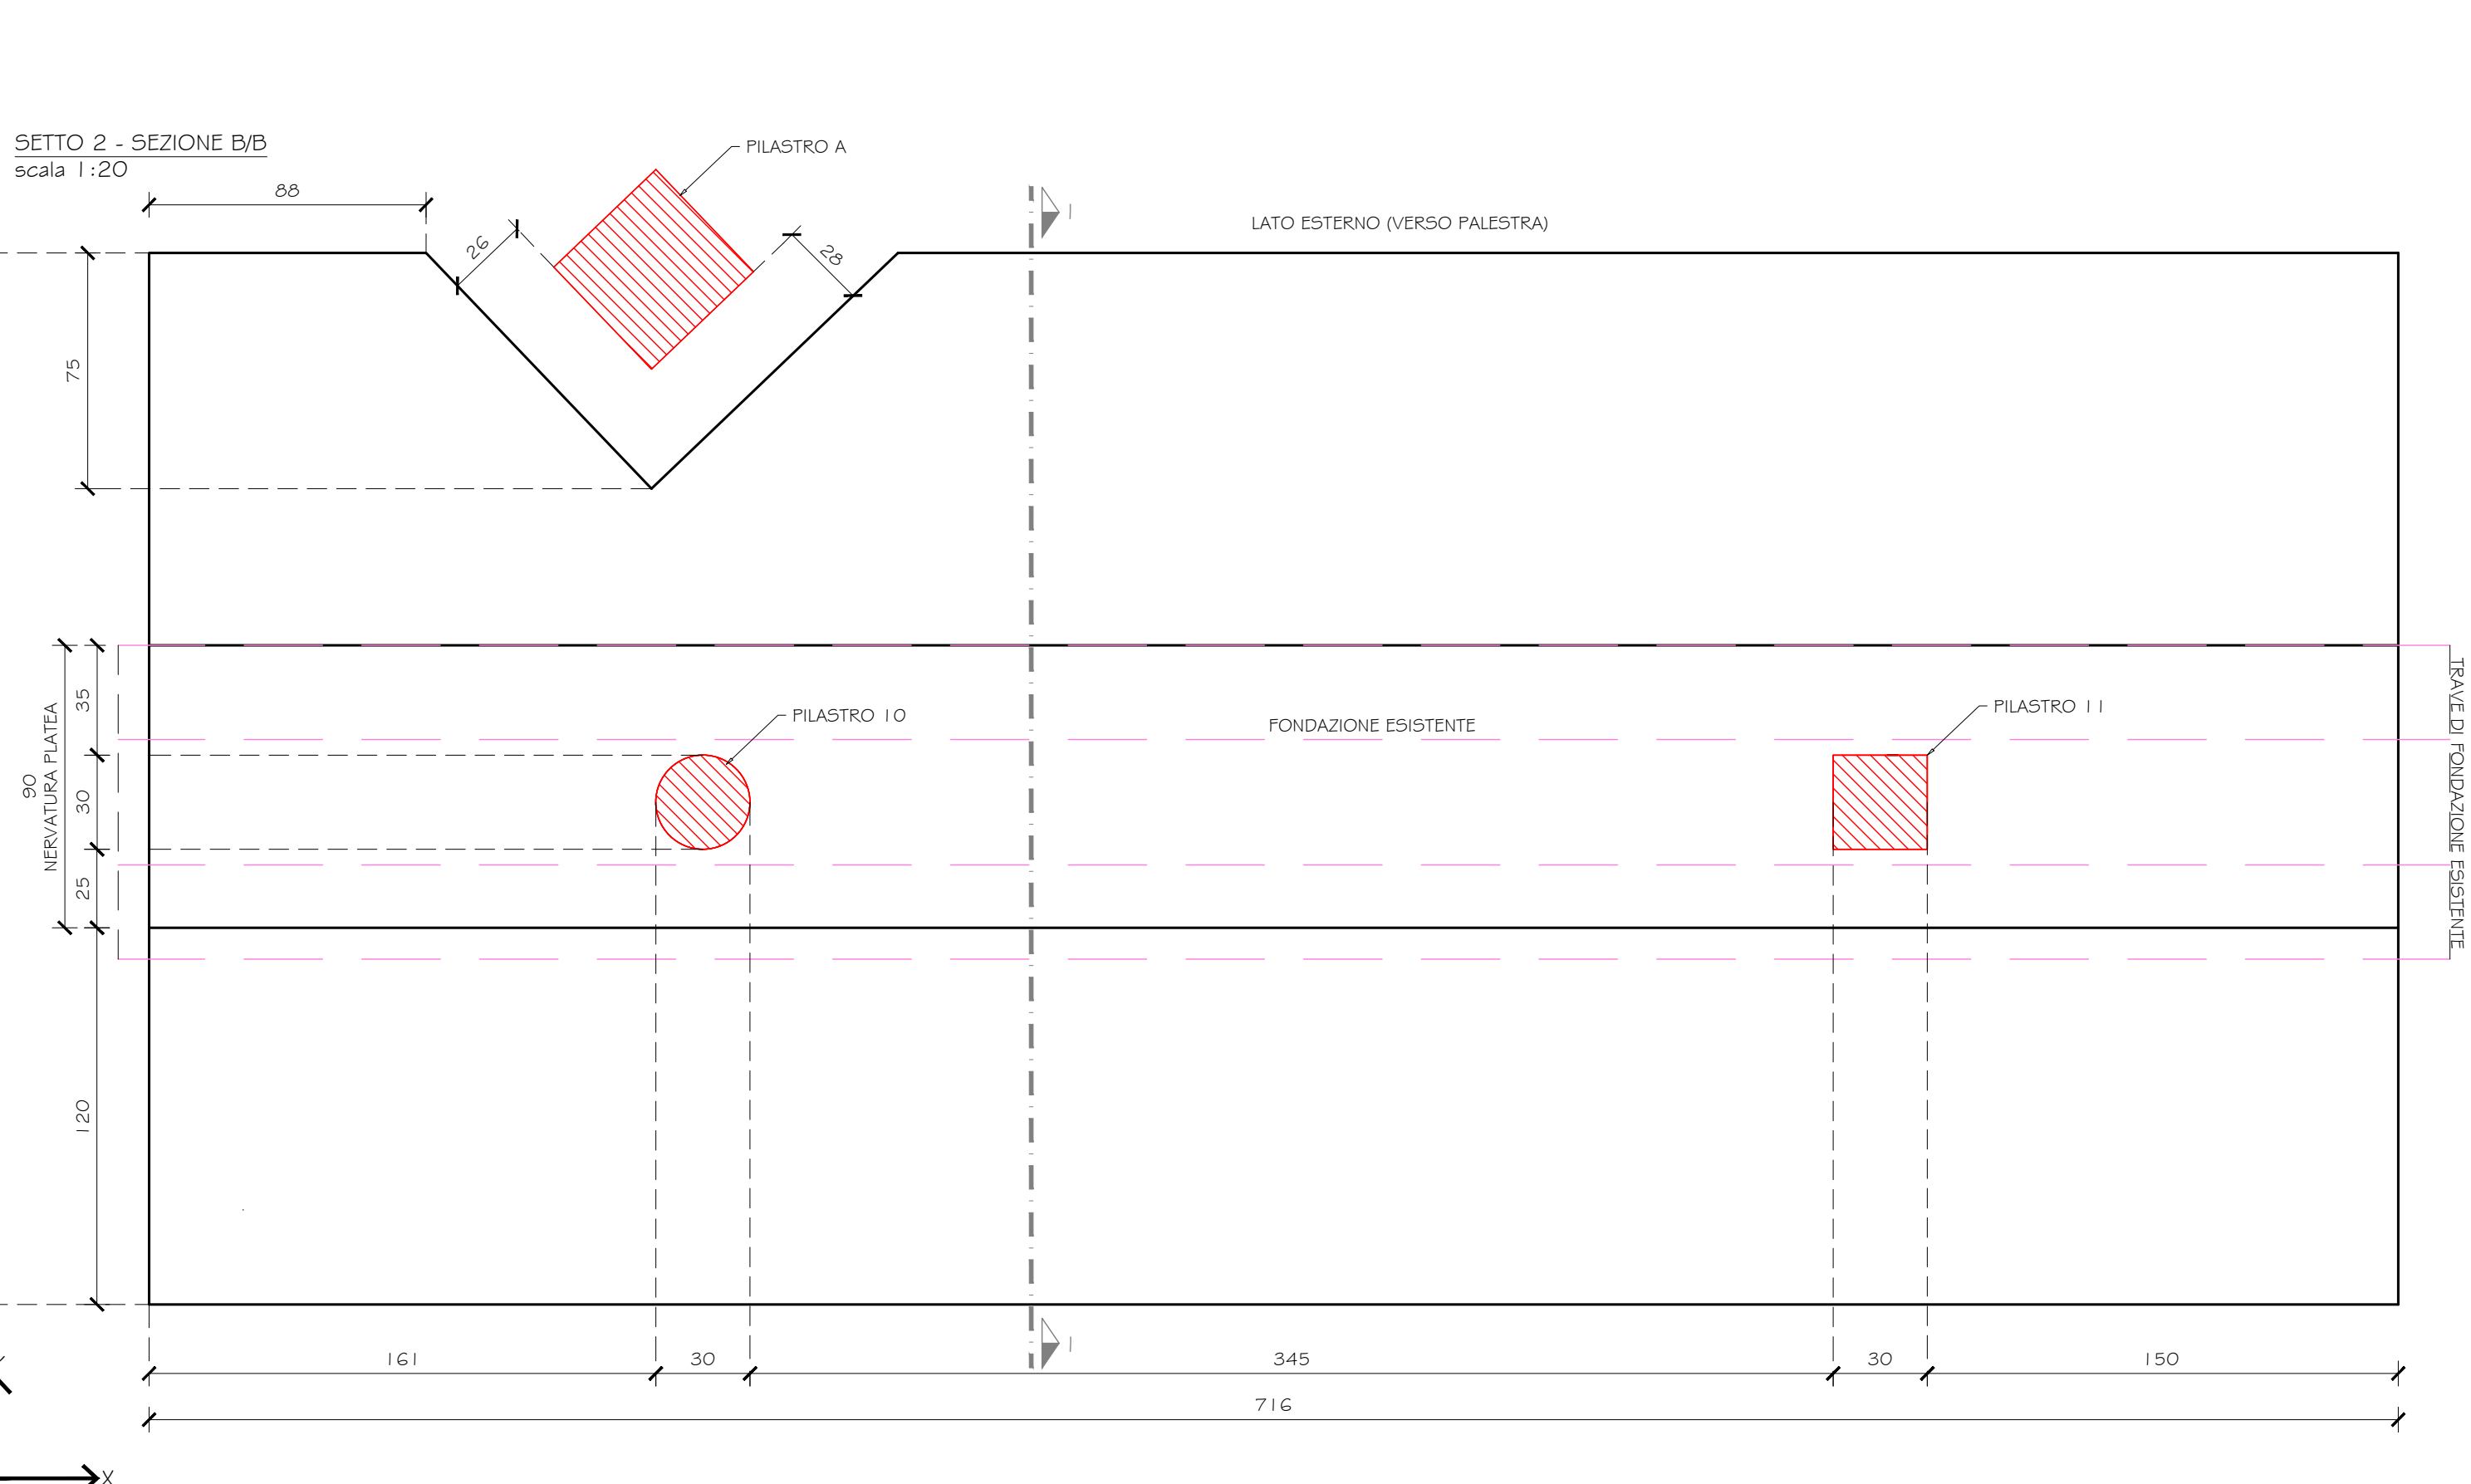 SETTO 2 - SEZIONE B/B
scala 1:20
88
PILASTRO A
26
28
1
LATO ESTERNO (VERSO PALESTRA)
75
35
30
25
90
NERVATURA PLATEA
PILASTRO 10
FONDAZIONE ESISTENTE
PILASTRO 11
TRAVE DI FONDAZIONE ESISTENTE
120
1
161
30
345
30
150
716
X